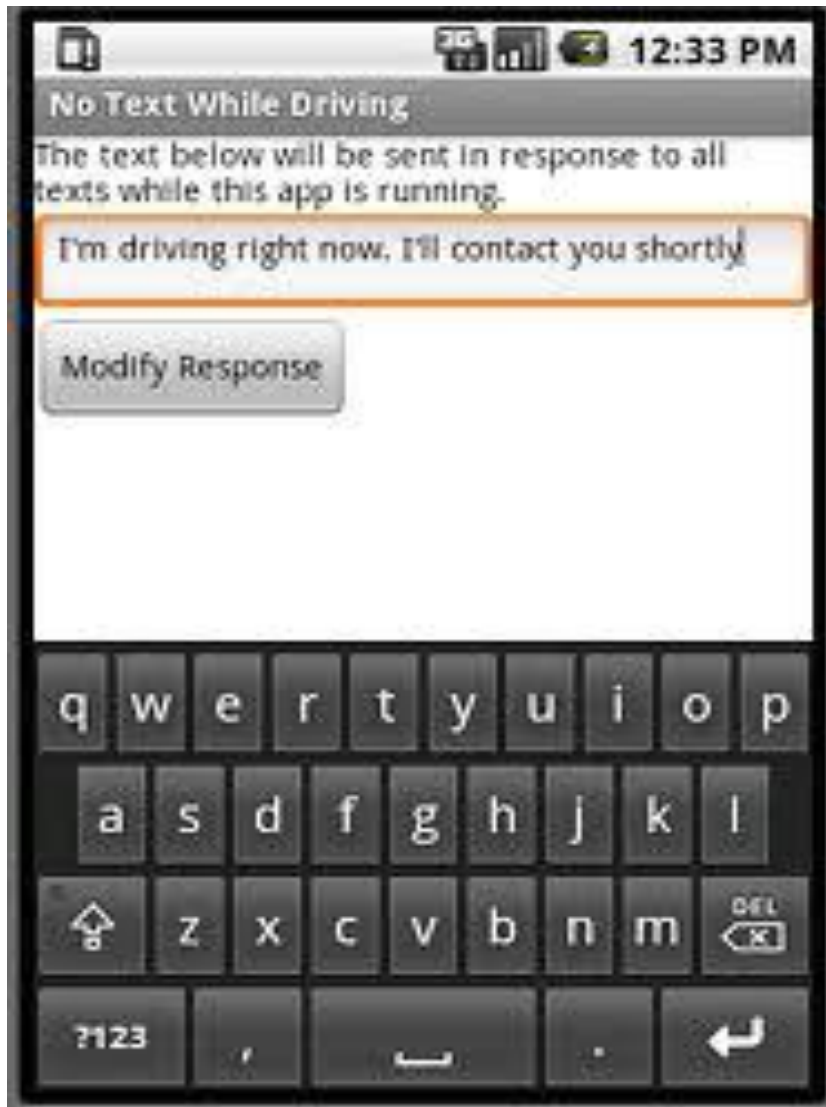 3G 12:33 PM
No Text While Driving
The text below will be sent in response to all
texts while this app is running.
I'm driving right now. I'll contact you shortly
Modify Response
q w e r t y u i o p
a s d f g h j k l
z x c v b n m DEL
?123 , .